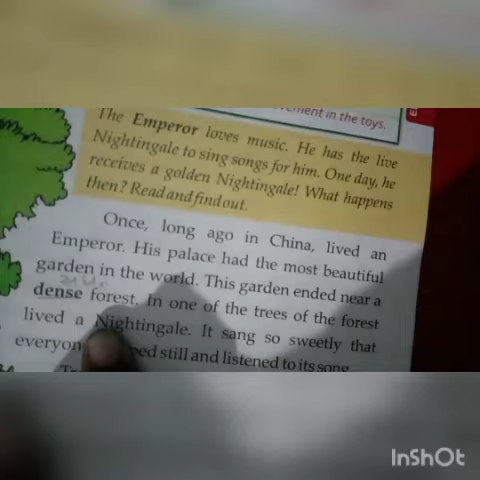 ement in the toys.
The Emperor loves music. He has the live
Nightingale to sing songs for him. One day, he
receives a golden Nightingale! What happens
then? Read and find out.
Once, long ago in China, lived an
Emperor. His palace had the most beautiful
garden in the world. This garden ended near a
dense forest. In one of the trees of the forest
lived a Nightingale. It sang so sweetly that
everyon ped still and listened to its song
InShOt